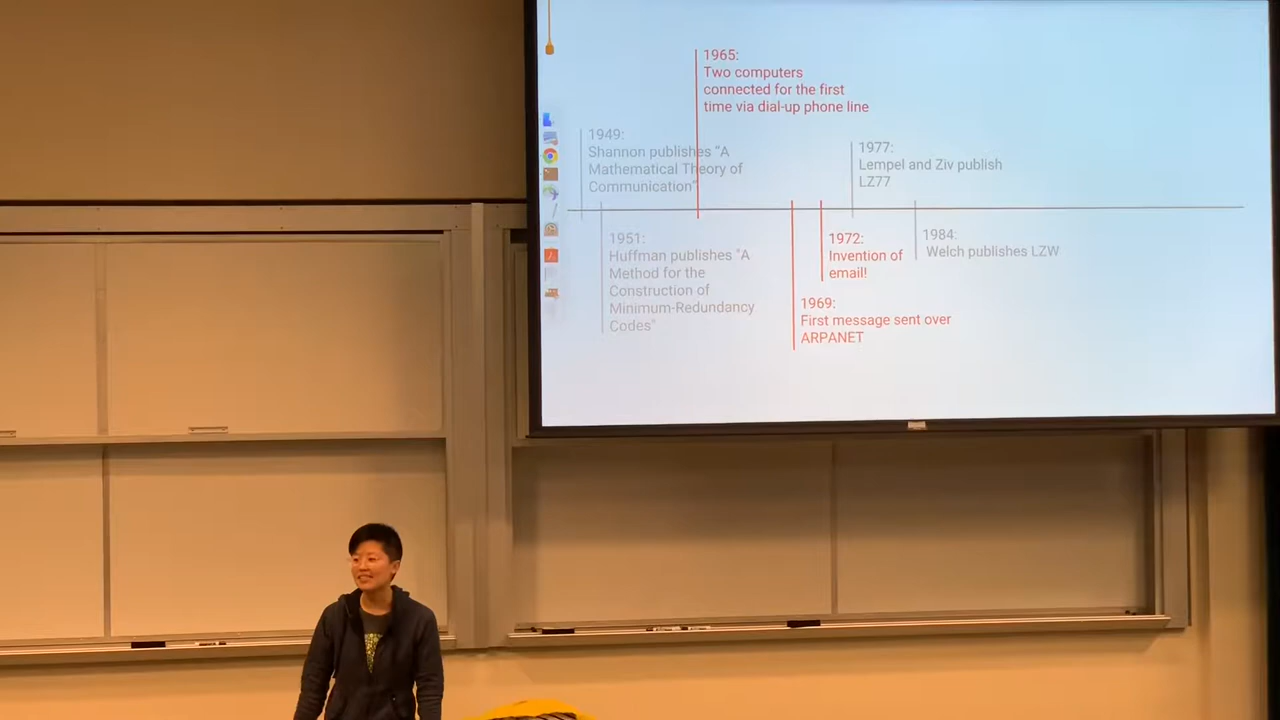 1965:
Two computers
connected for the first
time via dial-up phone line
1949:
Shannon publishes "A
Mathematical Theory of
Communication"
1977:
Lempel and Ziv publish
LZ77
1951:
Huffman publishes "A
Method for the
Construction of
Minimum-Redundancy
Codes"
1972:
Invention of
email!
1984:
Welch publishes LZW
1969:
First message sent over
ARPANET